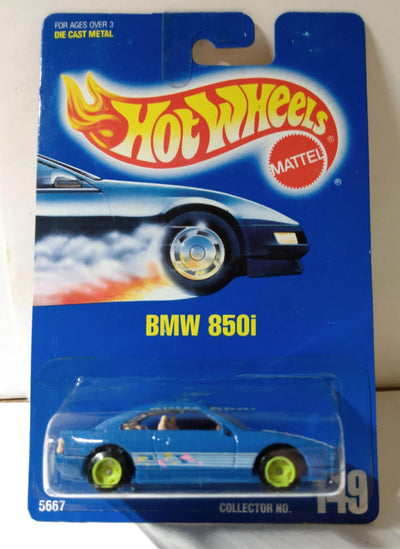 FOR AGES OVER 3
DIE CAST METAL
HOT WHEELS
MATTEL
®
®
BMW 850i
5667
COLLECTOR NO.
149